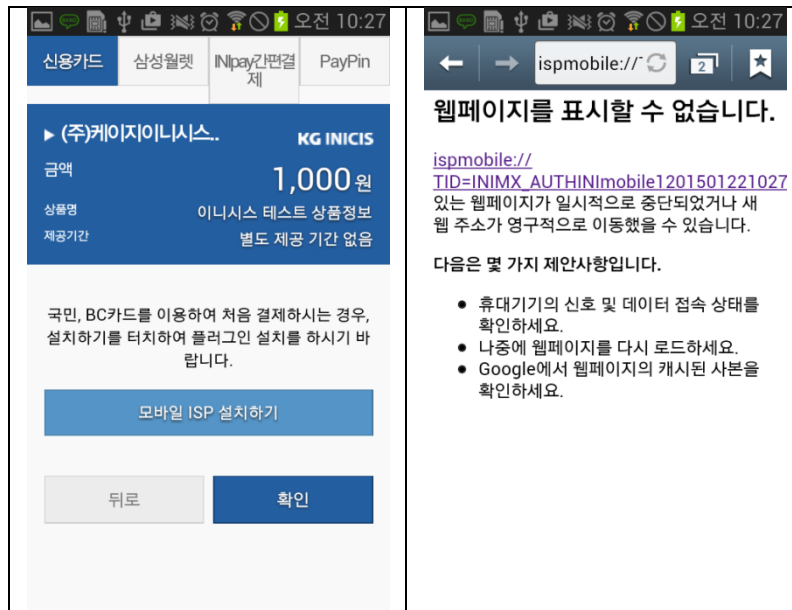 오전 10:27
신용카드
삼성월렛
INIpay간편결
제
PayPin
▶ (주)케이지이니시스..
KG INICIS
금액
1,000 원
상품명
이니시스 테스트 상품정보
제공기간
별도 제공 기간 없음
국민, BC카드를 이용하여 처음 결제하시는 경우,
설치하기를 터치하여 플러그인 설치를 하시기 바
랍니다.
모바일 ISP 설치하기
뒤로
확인
오전 10:27
ispmobile://
2
웹페이지를 표시할 수 없습니다.
ispmobile://
TID=INIMX_AUTHINImobile1201501221027
있는 웹페이지가 일시적으로 중단되었거나 새
웹 주소가 영구적으로 이동했을 수 있습니다.
다음은 몇 가지 제안사항입니다.
● 휴대기기의 신호 및 데이터 접속 상태를
확인하세요.
● 나중에 웹페이지를 다시 로드하세요.
● Google에서 웹페이지의 캐시된 사본을
확인하세요.